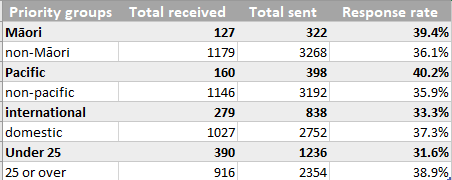 Priority groups Total received Total sent Response rate
Māori 127 322 39.4%
non-Māori 1179 3268 36.1%
Pacific 160 398 40.2%
non-pacific 1146 3192 35.9%
international 279 838 33.3%
domestic 1027 2752 37.3%
Under 25 390 1236 31.6%
25 or over 916 2354 38.9%